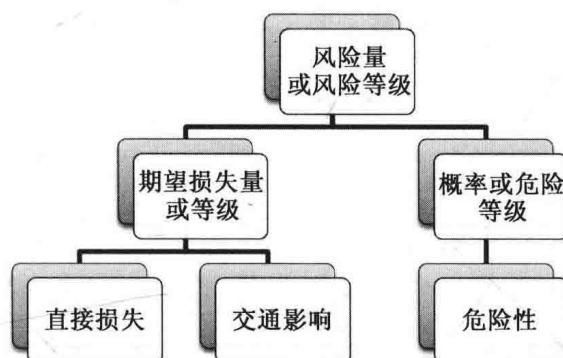 风险量
或风险等级
期望损失量
或等级
概率或危险
等级
直接损失
交通影响
危险性